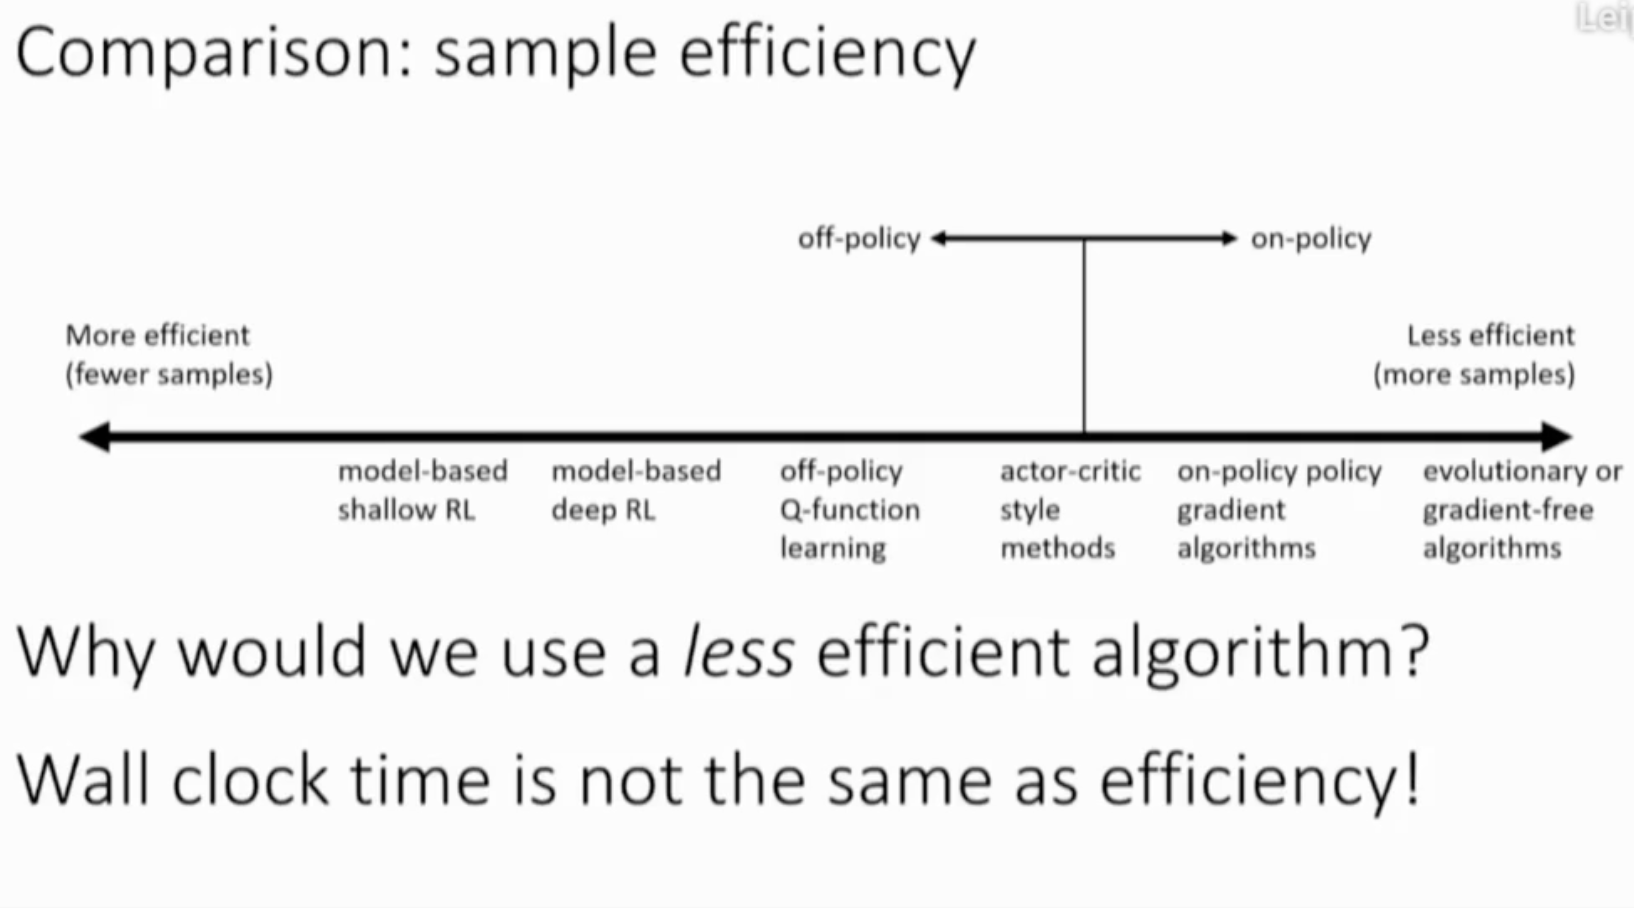 Comparison: sample efficiency
off-policy
on-policy
More efficient
(fewer samples)
Less efficient
(more samples)
model-based
shallow RL
model-based
deep RL
off-policy
Q-function
learning
actor-critic
style
methods
on-policy policy
gradient
algorithms
evolutionary or
gradient-free
algorithms
Why would we use a less efficient algorithm?
Wall clock time is not the same as efficiency!